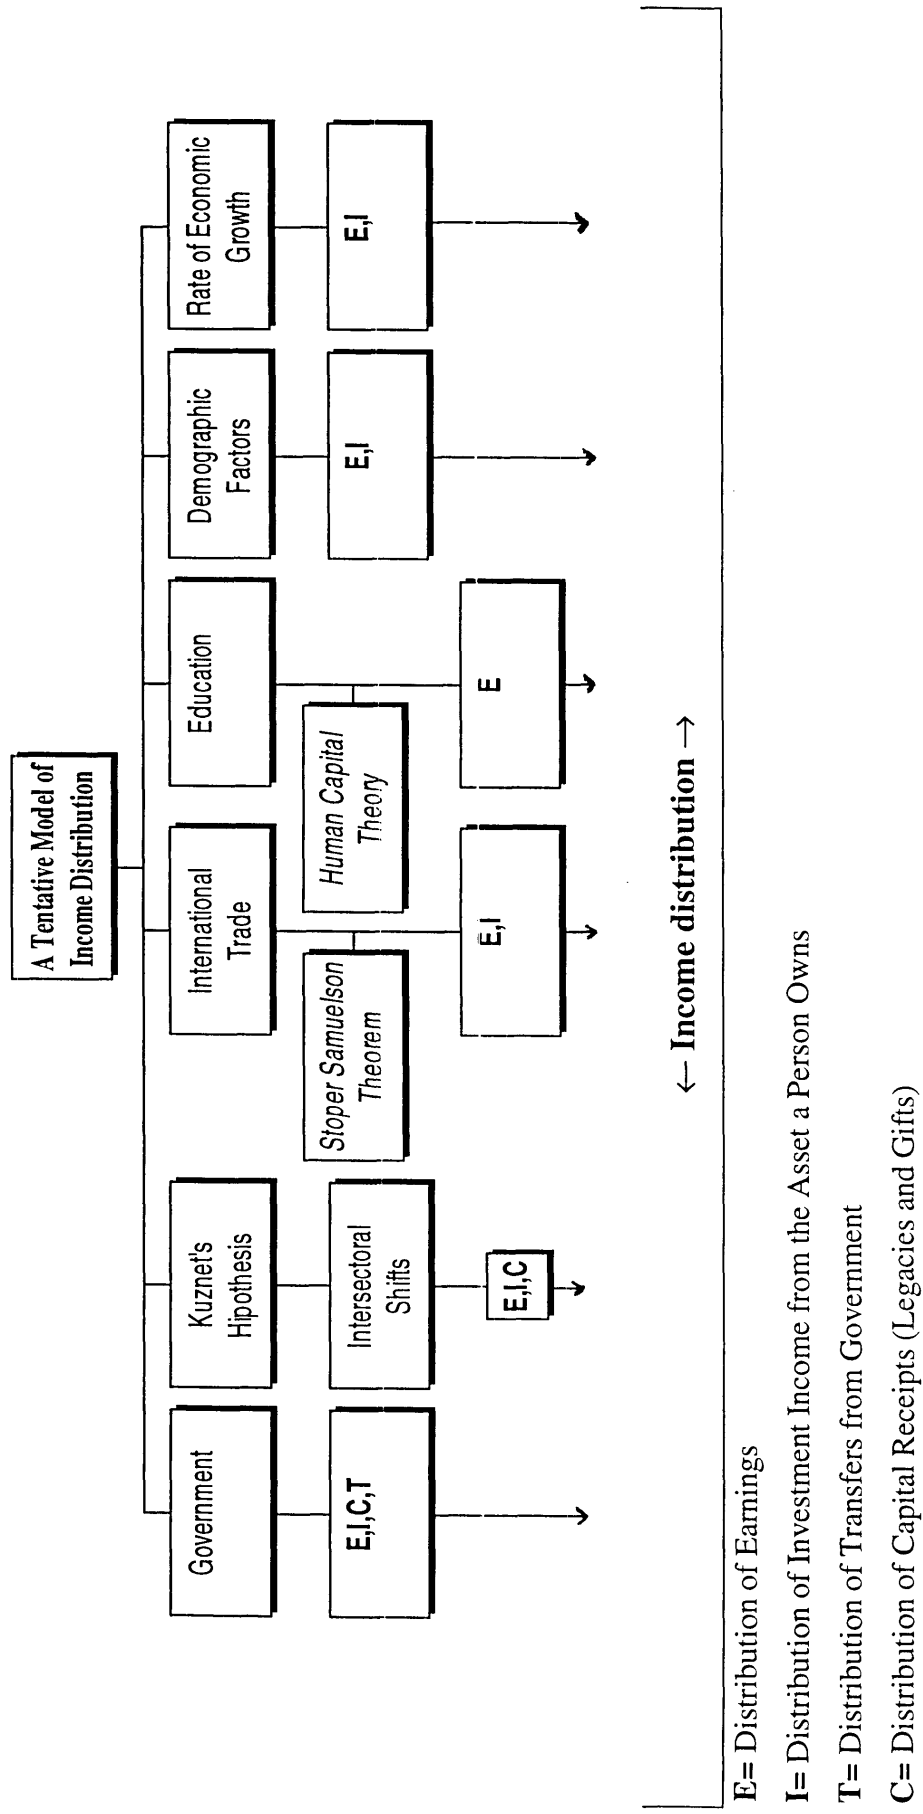 A Tentative Model of
Income Distribution
Government
Kuznet's
Hipothesis
International
Trade
Education
Demographic
Factors
Rate of Economic
Growth
Stoper Samuelson
Theorem
Human Capital
Theory
E,I,C,T
Intersectoral
Shifts
E,I
E,I
E,I,C
E,I
E
← Income distribution →
E= Distribution of Earnings
I= Distribution of Investment Income from the Asset a Person Owns
T= Distribution of Transfers from Government
C= Distribution of Capital Receipts (Legacies and Gifts)